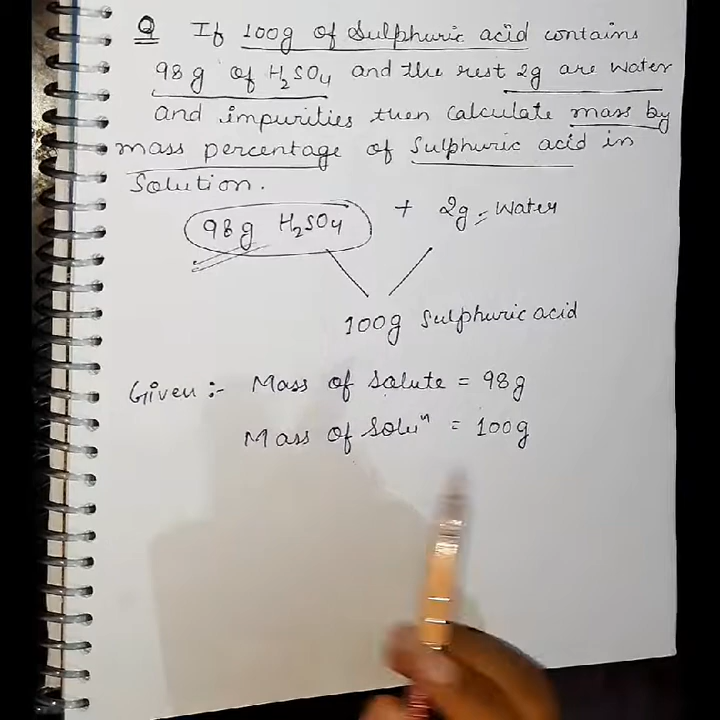 Q If 100g of Sulphuric acid contains
98 g of H₂SO₄ and the rest 2g are water
and impurities then Calculate mass by
mass percentage of Sulphuric acid in
Solution.
98g H₂SO₄ + 2g = Water
100g Sulphuric acid
Given :- Mass of Salute = 98g
Mass of Soluⁿ = 100g